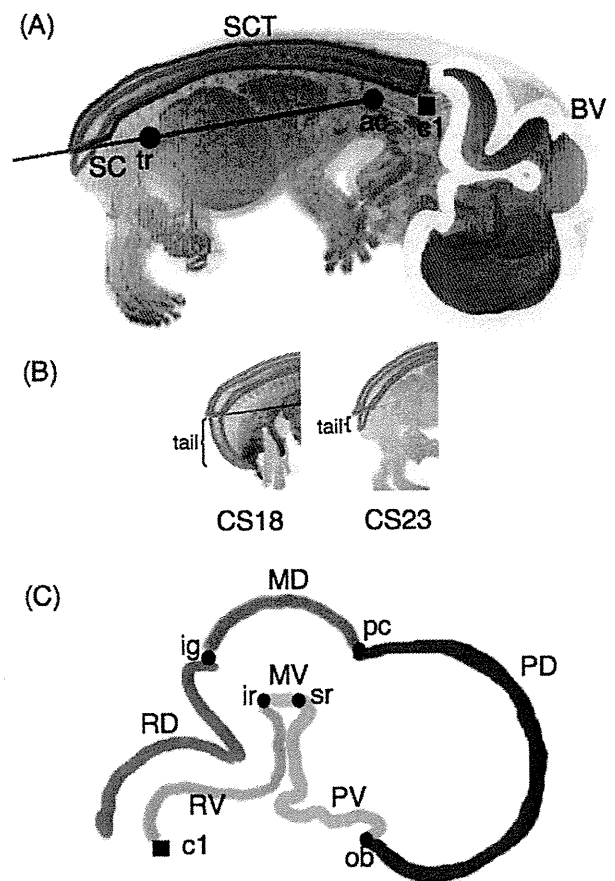 (A)
SCT
BV
ac
c1
SC
tr
(B)
tail
tail
CS18
CS23
(C)
MD
ig
pc
PD
MV
ir
sr
RD
RV
PV
c1
ob